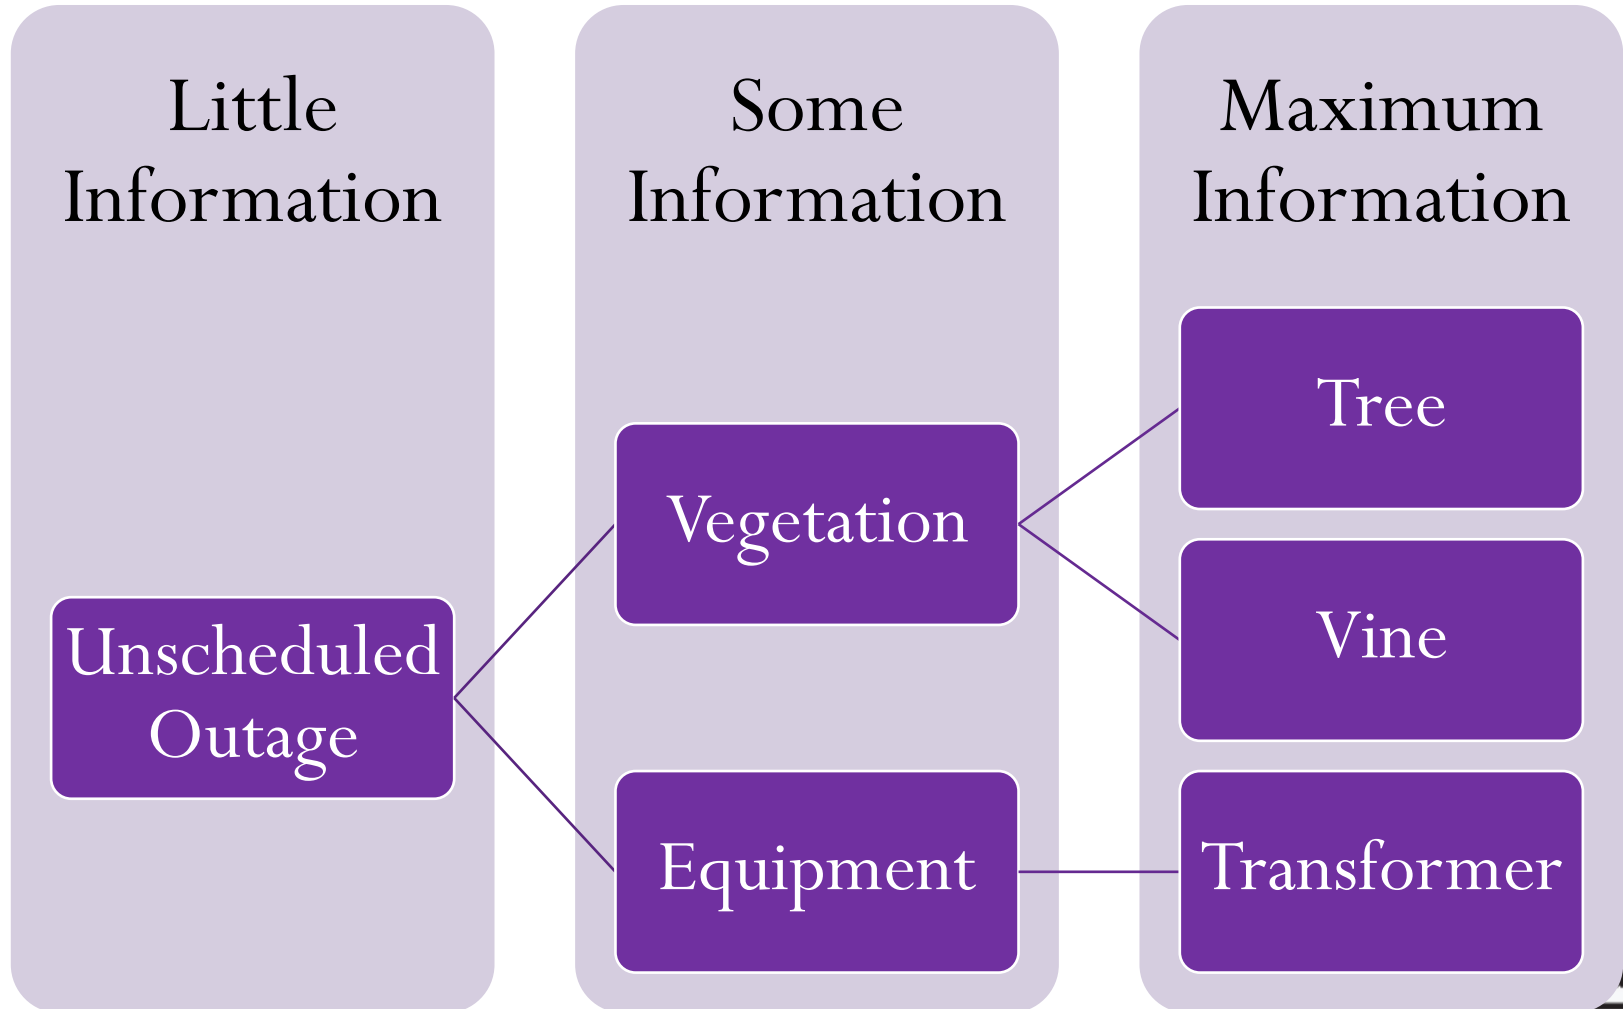 Little
Information
Some
Information
Maximum
Information
Unscheduled
Outage
Vegetation
Equipment
Tree
Vine
Transformer